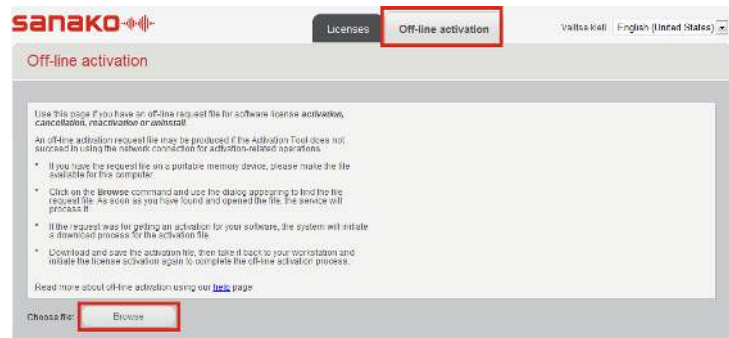 sanako
Licenses
Off-line activation
Valitse kieli
English (United States)
Off-line activation
Use this page if you have an off-line request file for software license activation,
cancellation, reactivation or uninstall.
An off-line activation request file may be produced if the Activation Tool does not
succeed in using the network connection for activation-related operations.
* If you have the request file on a portable memory device, please make the file
available for this computer.
* Click on the Browse command and use the dialog appearing to find the file
request file. As soon as you have found and opened the file, the service will
process it.
* If the request was for getting an activation for your software, the system will initiate
a download process for the activation file.
* Download and save the activation file, then take it back to your workstation and
initiate the license activation again to complete the off-line activation process.
Read more about off-line activation using our help page
Choose file:
Browse